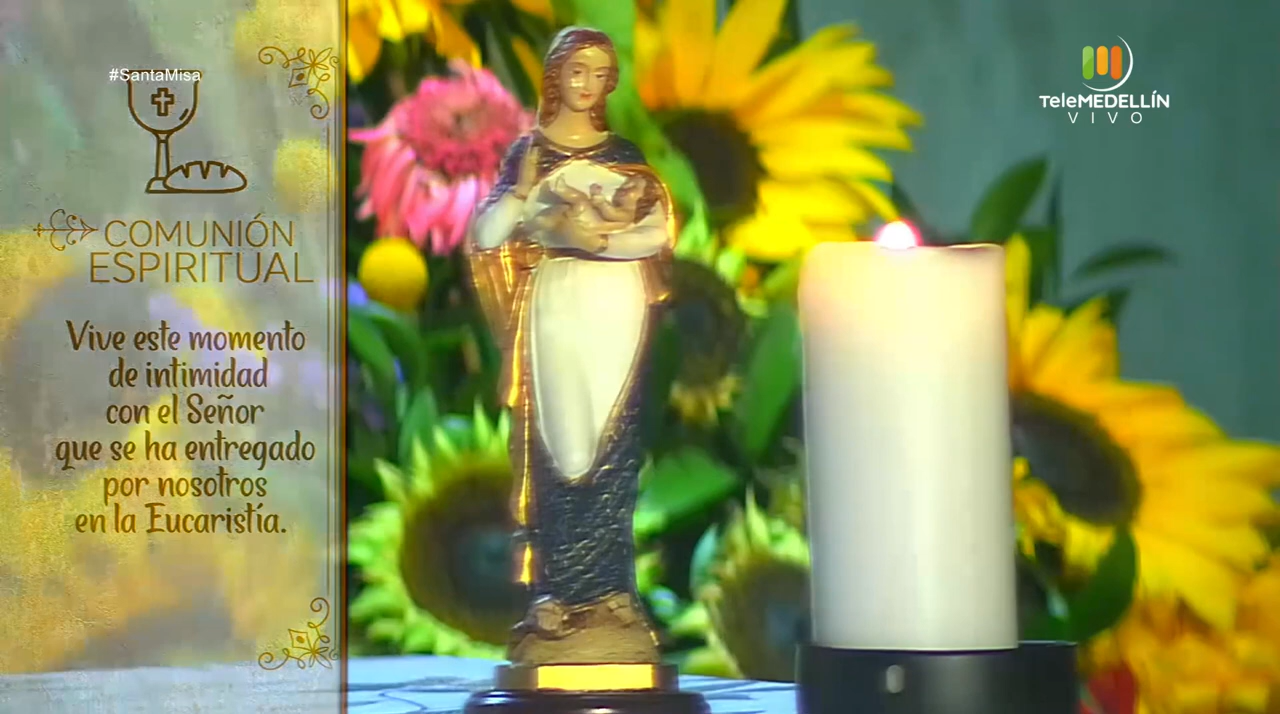 #SantaMisa
COMUNIÓN
ESPIRITUAL
Vive este momento
de intimidad
con el Señor
que se ha entregado
por nosotros
en la Eucaristía.
TeleMEDELLÍN
VIVO